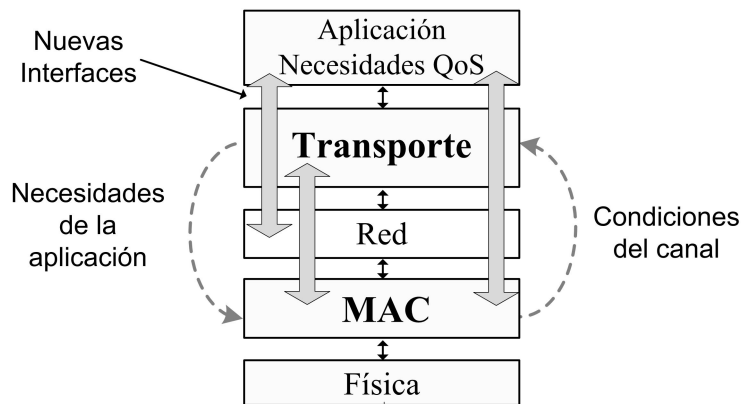 Nuevas
Interfaces
Aplicación
Necesidades QoS
Transporte
Necesidades
de la
aplicación
Red
Condiciones
del canal
MAC
Física